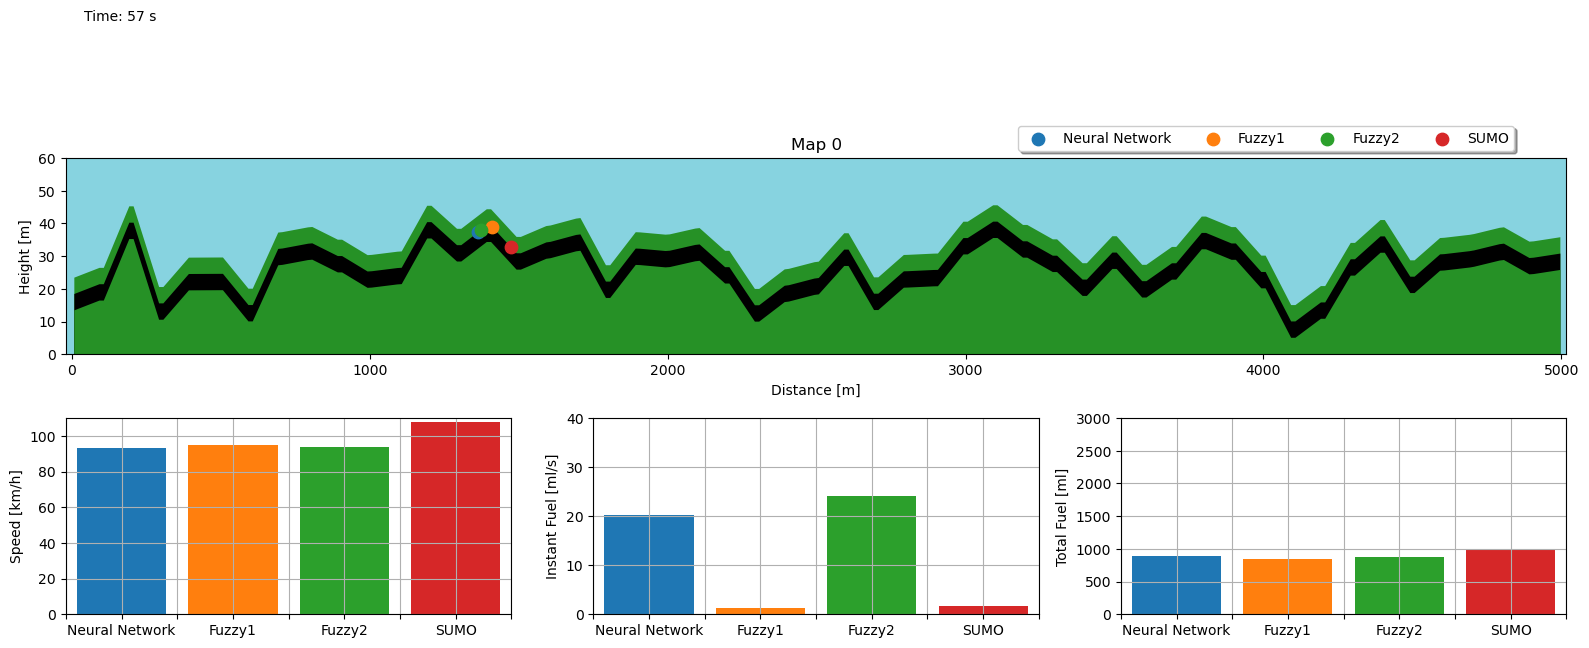 Time: 57 s
Map 0
Neural Network Fuzzy1 Fuzzy2 SUMO
Height [m]
60
50
40
30
20
10
0
0 1000 2000 3000 4000 5000
Distance [m]
Speed [km/h]
100
80
60
40
20
0
Neural Network Fuzzy1 Fuzzy2 SUMO
Instant Fuel [ml/s]
40
30
20
10
0
Neural Network Fuzzy1 Fuzzy2 SUMO
Total Fuel [ml]
3000
2500
2000
1500
1000
500
0
Neural Network Fuzzy1 Fuzzy2 SUMO